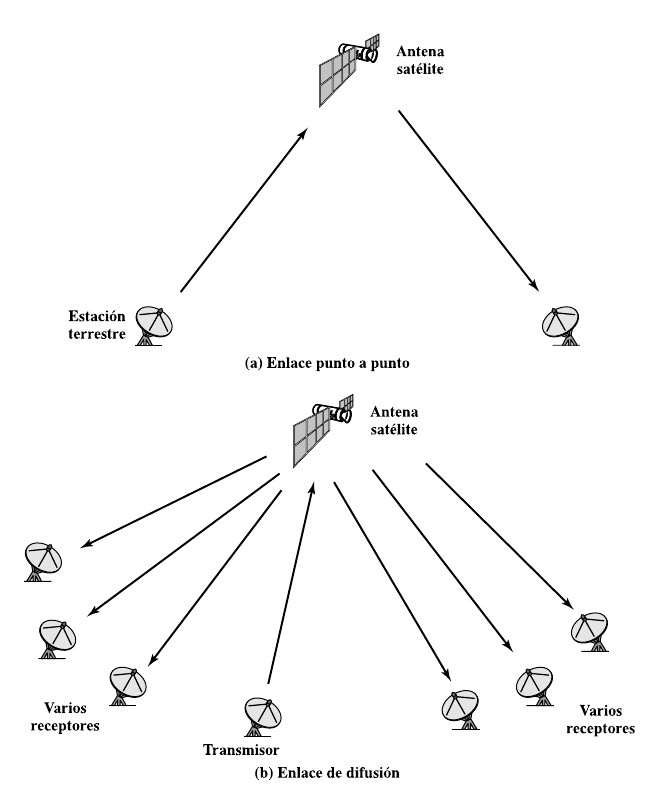 Antena
satélite
Estación
terrestre
(a) Enlace punto a punto
Antena
satélite
Varios
receptores
Varios
receptores
Transmisor
(b) Enlace de difusión